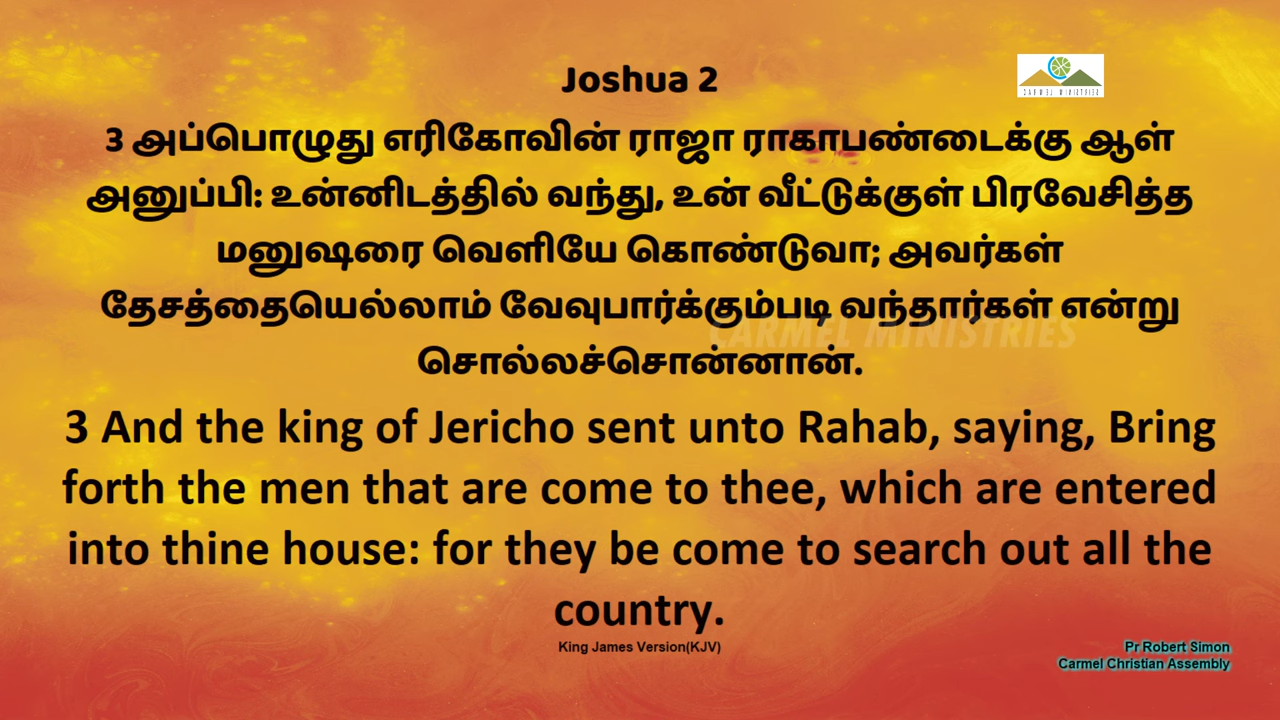 Joshua 2
CARMEL MINISTRIES
3 அப்பொழுது எரிகோவின் ராஜா ராகாபண்டைக்கு ஆள்
அனுப்பி: உன்னிடத்தில் வந்து, உன் வீட்டுக்குள் பிரவேசித்த
மனுஷரை வெளியே கொண்டுவா; அவர்கள்
தேசத்தையெல்லாம் வேவுபார்க்கும்படி வந்தார்கள் என்று
CARMEL MINISTRIES
சொல்லச்சொன்னான்.
3 And the king of Jericho sent unto Rahab, saying, Bring
forth the men that are come to thee, which are entered
into thine house: for they be come to search out all the
country.
King James Version(KJV)
Pr Robert Simon
Carmel Christian Assembly